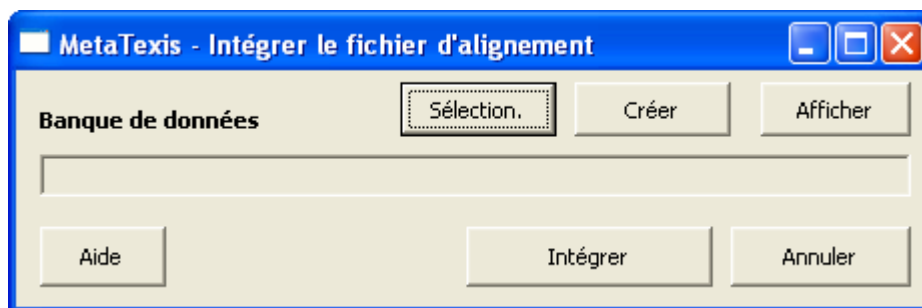 MetaTexis - Intégrer le fichier d'alignement
Banque de données
Sélection.
Créer
Afficher
Aide
Intégrer
Annuler